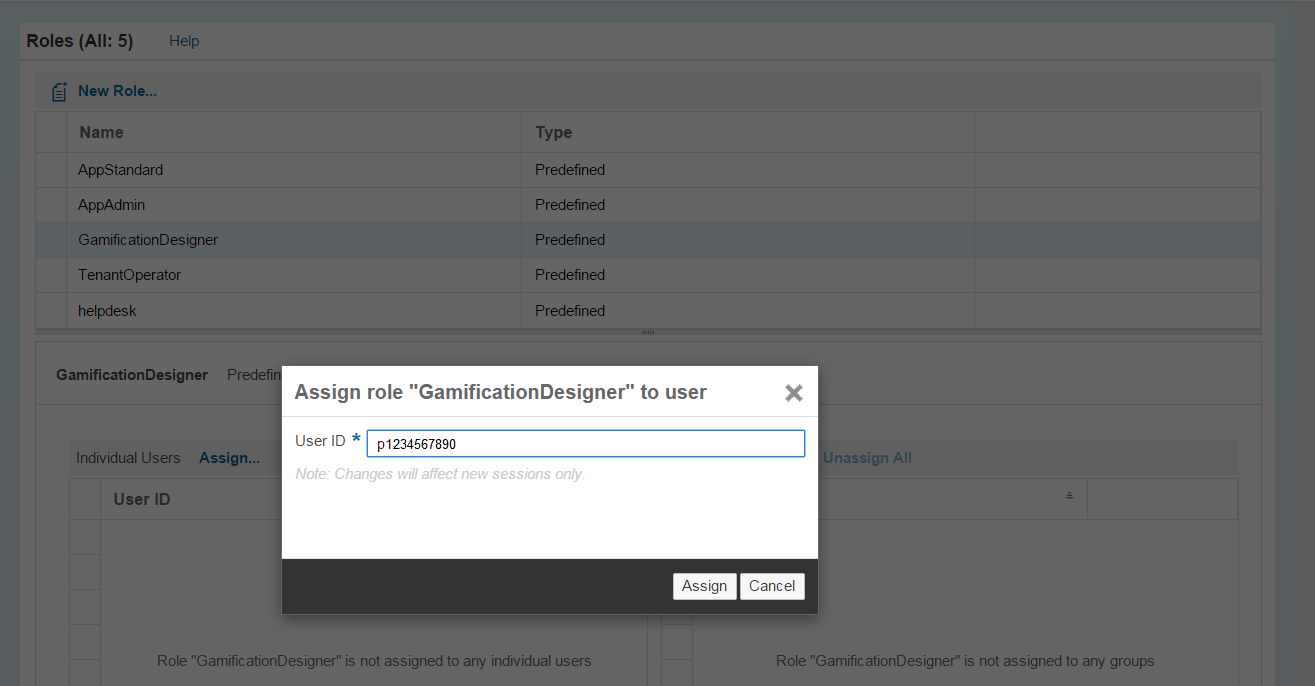 Roles (All: 5) Help
New Role...
Name Type
AppStandard Predefined
AppAdmin Predefined
GamificationDesigner Predefined
TenantOperator Predefined
helpdesk Predefined
GamificationDesigner Predefin
Assign role "GamificationDesigner" to user
User ID * p1234567890
Note: Changes will affect new sessions only.
Assign Cancel
Individual Users Assign... Unassign All
User ID
Role "GamificationDesigner" is not assigned to any individual users
Role "GamificationDesigner" is not assigned to any groups